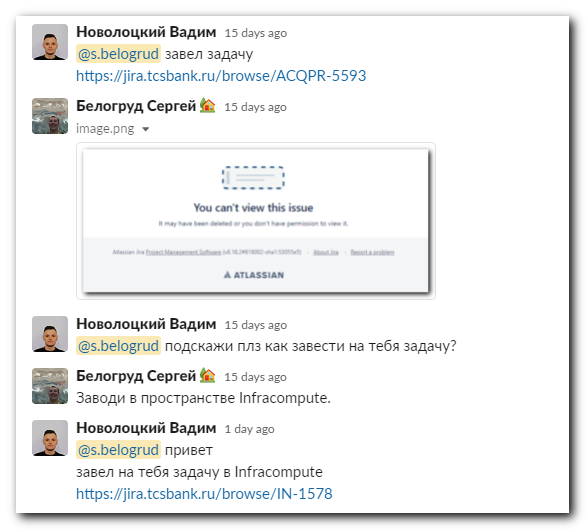 Новолоцкий Вадим 15 days ago
@s.belogrud завел задачу
https://jira.tcsbank.ru/browse/ACQPR-5593
Белогруд Сергей 15 days ago
image.png
You can't view this issue
It may have been deleted or you don't have permission to view it.
Atlassian Jira Project Management Software · About Jira · Report a problem
ATLASSIAN
Новолоцкий Вадим 15 days ago
@s.belogrud подскажи плз как завести на тебя задачу?
Белогруд Сергей 15 days ago
Заводи в пространстве Infracompute.
Новолоцкий Вадим 1 day ago
@s.belogrud привет
завел на тебя задачу в Infracompute
https://jira.tcsbank.ru/browse/IN-1578